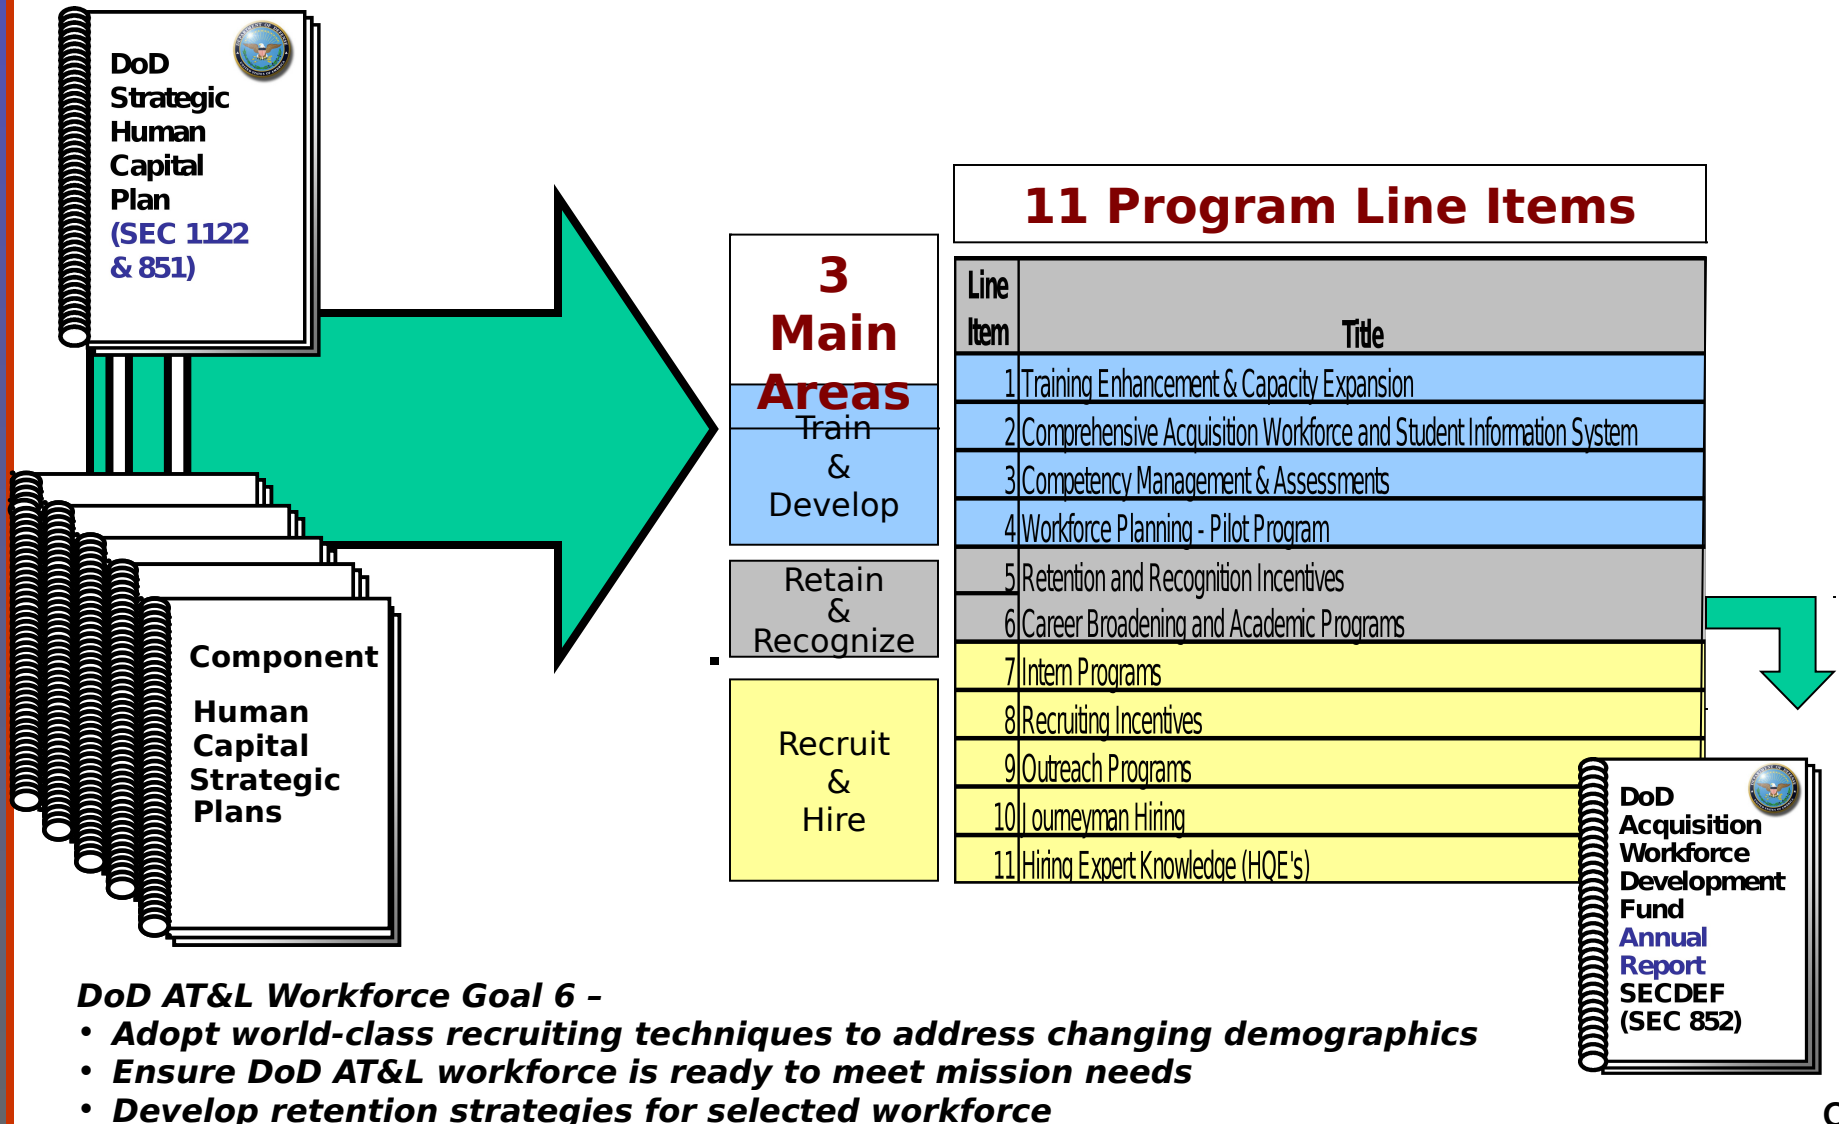 DoD
Strategic
Human
Capital
Plan
(SEC 1122
& 851)
Component
Human
Capital
Strategic
Plans
3
Main
Areas
Train
&
Develop
Retain
&
Recognize
Recruit
&
Hire
11 Program Line Items
Line
Item Title
1 Training Enhancement & Capacity Expansion
2 Comprehensive Acquisition Workforce and Student Information System
3 Competency Management & Assessments
4 Workforce Planning - Pilot Program
5 Retention and Recognition Incentives
6 Career Broadening and Academic Programs
7 Intern Programs
8 Recruiting Incentives
9 Outreach Programs
10 Journeyman Hiring
11 Hiring Expert Knowledge (HQE's)
DoD
Acquisition
Workforce
Development
Fund
Annual
Report
SECDEF
(SEC 852)
DoD AT&L Workforce Goal 6 –
• Adopt world-class recruiting techniques to address changing demographics
• Ensure DoD AT&L workforce is ready to meet mission needs
• Develop retention strategies for selected workforce